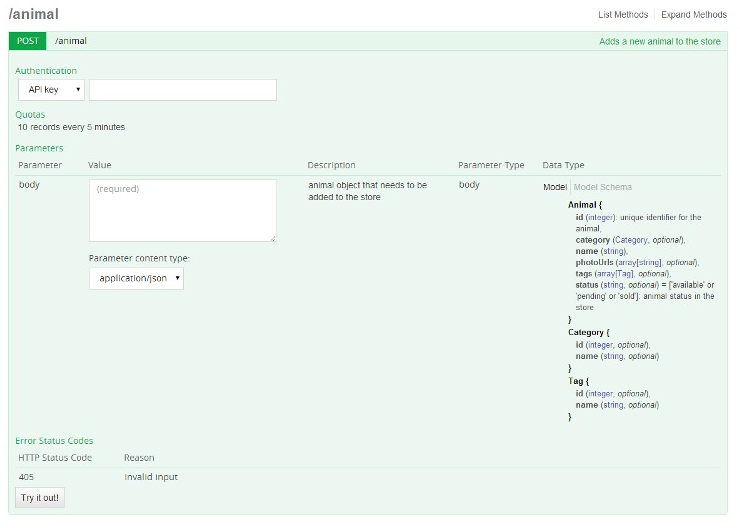 /animal
List Methods | Expand Methods
POST /animal Adds a new animal to the store
Authentication
API key
Quotas
10 records every 5 minutes
Parameters
Parameter Value Description Parameter Type Data Type
body (required) animal object that needs to be added to the store body
Parameter content type:
application/json
Model | Model Schema
Animal {
id (integer): unique identifier for the
animal,
category (Category, optional),
name (string),
photoUrls (array[string], optional),
tags (array[Tag], optional),
status (string, optional) = ['available' or
'pending' or 'sold']: animal status in the
store
}
Category {
id (integer, optional),
name (string, optional)
}
Tag {
id (integer, optional),
name (string, optional)
}
Error Status Codes
HTTP Status Code Reason
405 Invalid input
Try it out!